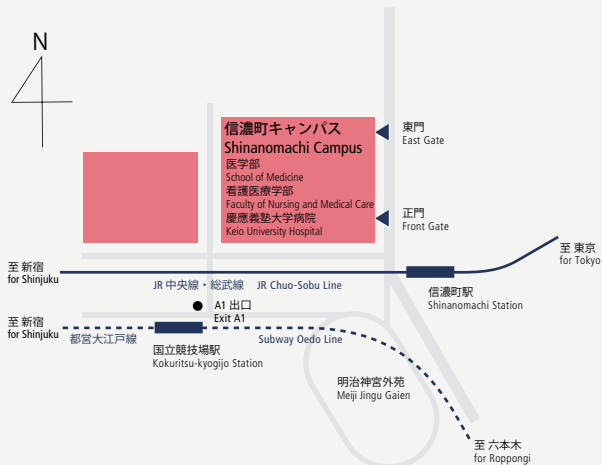 N
信濃町キャンパス
Shinanomachi Campus
医学部
School of Medicine
看護医療学部
Faculty of Nursing and Medical Care
慶應義塾大学病院
Keio University Hospital
東門
East Gate
正門
Front Gate
至 東京
for Tokyo
至 新宿
for Shinjuku
JR 中央線・総武線 JR Chuo-Sobu Line
信濃町駅
Shinanomachi Station
A1 出口
Exit A1
至 新宿
for Shinjuku
都営大江戸線
Subway Oedo Line
国立競技場駅
Kokuritsu-kyogijo Station
明治神宮外苑
Meiji Jingu Gaien
至 六本木
for Roppongi